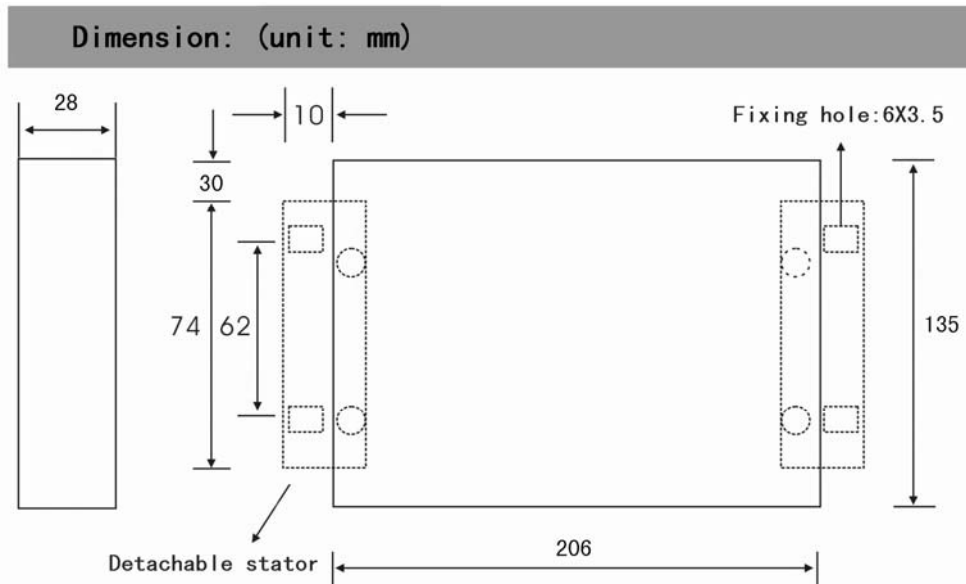 Dimension: (unit: mm)
28
10
Fixing hole:6X3.5
30
74
62
135
206
Detachable stator